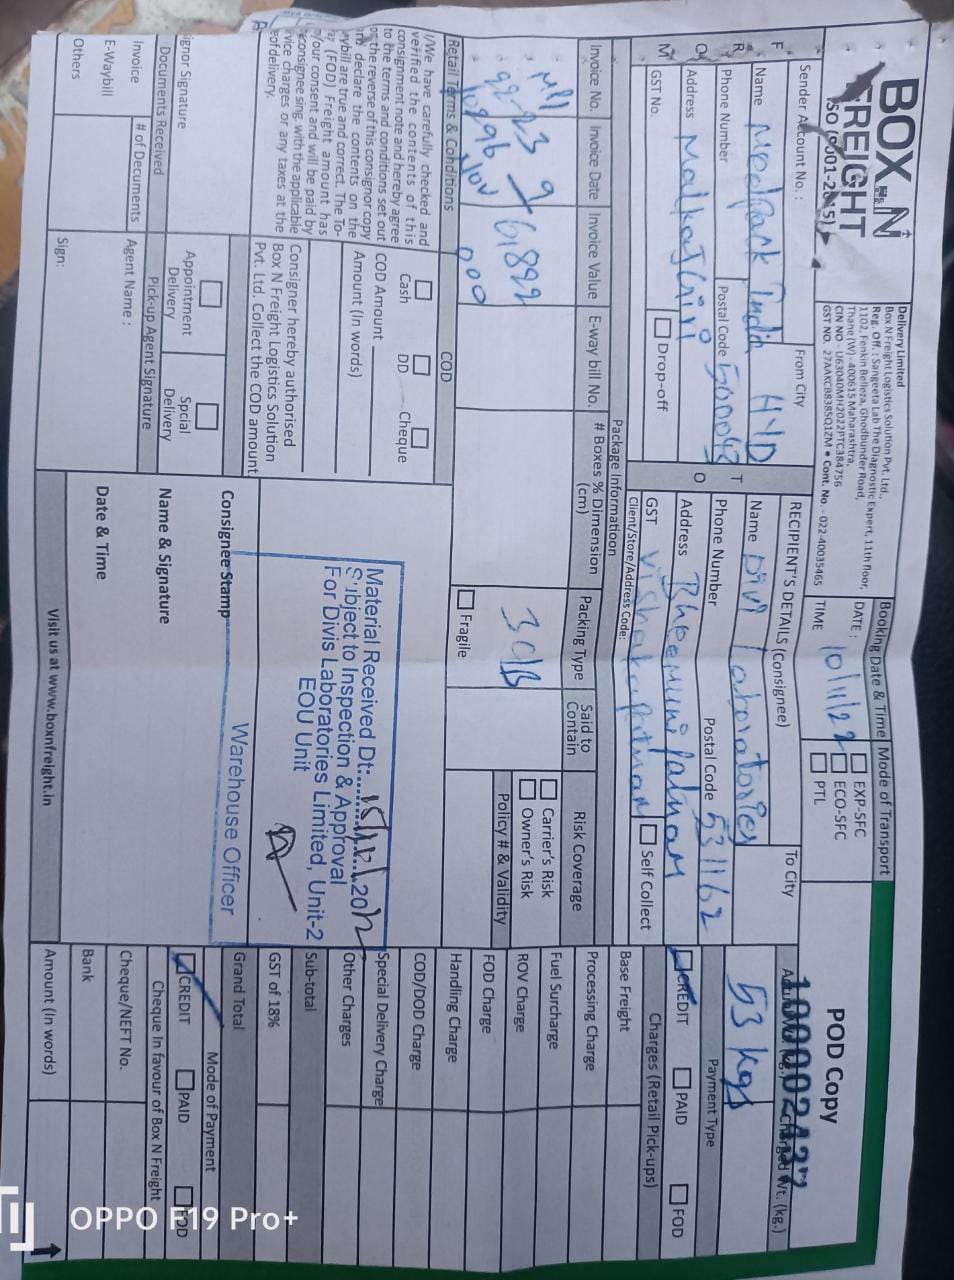 BOX N
FREIGHT
ISO (9001-2015)
Delivery Limited
Box N Freight Logistics Solution Pvt. Ltd.,
Reg. Off. : Sangeeta Lab The Diagnostic Expert, 11th floor,
1102, Fenkin Belleza, Ghodbunder Road,
Thane (W) - 400615 Maharashtra,
CIN NO - U63040MH2022PTC384756
GST NO. 27AAKCB8385Q1ZM • Cont. No. - 022-40035465
Booking Date & Time
DATE : 10/11/22
TIME
Mode of Transport
EXP-SFC
ECO-SFC
PTL
POD Copy
100002437
FROM
Sender Account No. :
From City
Name Medpack India HYD
Phone Number
Postal Code 500043
Address MalkaJGiri
GST No.
Drop-off
TO
RECIPIENT'S DETAILS (Consignee)
To City
Name Divi Laboratories
Phone Number
Postal Code 531162
Address Bheemunipatnam
GST Vishakapatnam
Self Collect
Client/Store/Address Code:
Actual Wt. (kg.) Charged Wt. (kg.)
53 kgs
Payment Type
CREDIT PAID FOD
Charges (Retail Pick-ups)
Base Freight
Processing Charge
Fuel Surcharge
ROV Charge
FOD Charge
Handling Charge
COD/DOD Charge
Special Delivery Charge
Other Charges
Sub-total
GST of 18%
Grand Total
Mode of Payment
CREDIT PAID FOD
Cheque In favour of Box N Freight
Cheque/NEFT No.
Bank
Amount (In words)
Package Informatioon
Invoice No. Invoice Date Invoice Value E-way bill No. # Boxes % Dimension (cm) Packing Type Said to Contain Risk Coverage
22-23
10296
9
Nov
6,822
000
3 C/B
Fragile
Carrier's Risk
Owner's Risk
Policy # & Validity
Retail Terms & Conditions
I/We have carefully checked and
verified the contents of this
consignment note and hereby agree
to the terms and conditions set out
on the reverse of this consignor copy
declare the contents on the
waybill are true and correct. The To-
(FOD) Freight amount has
my/our consent and will be paid by
consignee sing. with the applicable
vice charges or any taxes at the
of delivery.
COD
Cash DD Cheque
COD Amount
Amount (In words)
Consigner hereby authorised
Box N Freight Logistics Solution
Pvt. Ltd. Collect the COD amount
Material Received Dt: 15/11/2022
Subject to Inspection & Approval
For Divis Laboratories Limited, Unit-2
EOU Unit
Warehouse Officer
Consignee Stamp
Name & Signature
Date & Time
ignor Signature
Appointment Delivery
Spcial Delivery
Documents Received
# of Decuments
Invoice
E-Waybill
Others
Pick-up Agent Signature
Agent Name :
Sign:
Visit us at www.boxnfreight.in
OPPO F19 Pro+